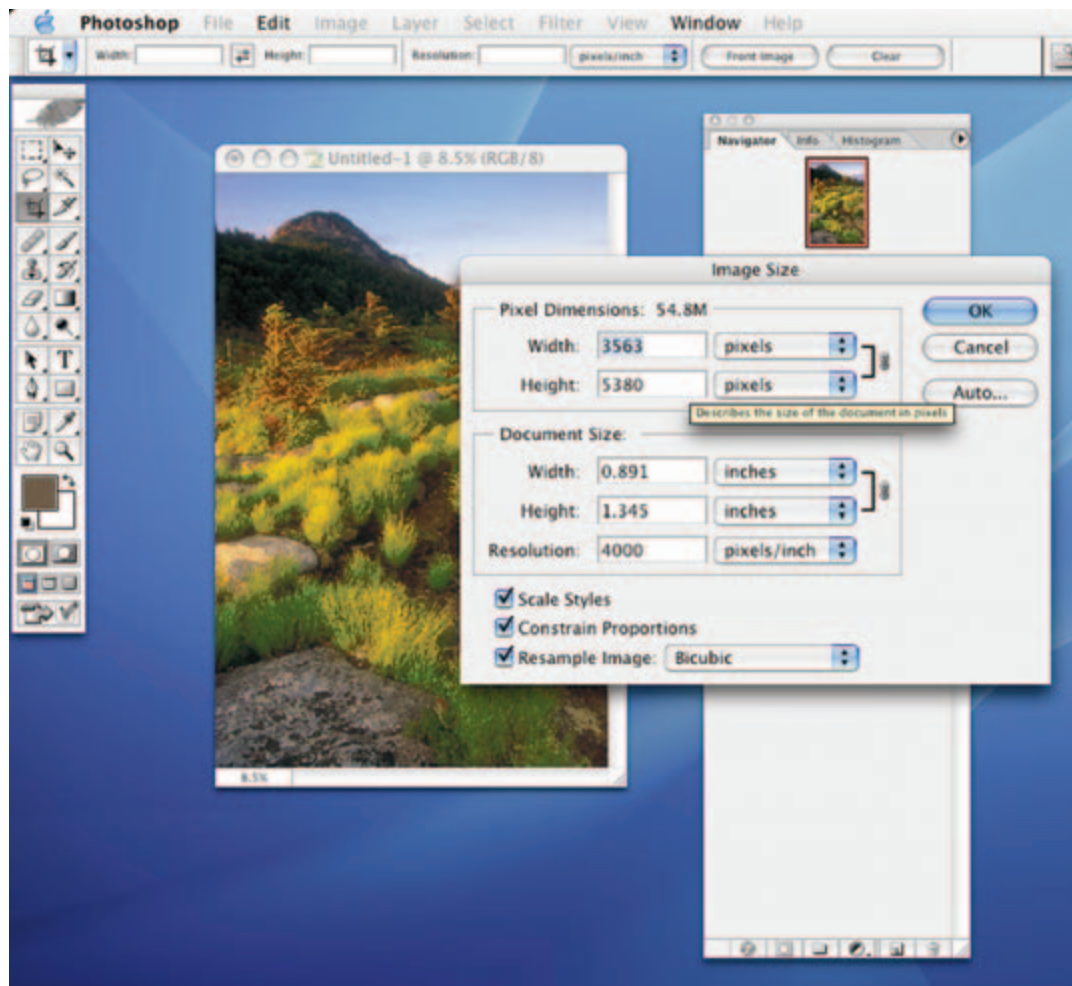 Photoshop File Edit Image Layer Select Filter View Window Help
Width: Height: Resolution: pixels/inch Front Image Clear
Untitled-1 @ 8.5% (RGB/8)
Navigator Info Histogram
Image Size
Pixel Dimensions: 54.8M
Width: 3563 pixels
Height: 5380 pixels
OK
Cancel
Auto...
Describes the size of the document in pixels
Document Size:
Width: 0.891 inches
Height: 1.345 inches
Resolution: 4000 pixels/inch
Scale Styles
Constrain Proportions
Resample Image: Bicubic
T
8.5%